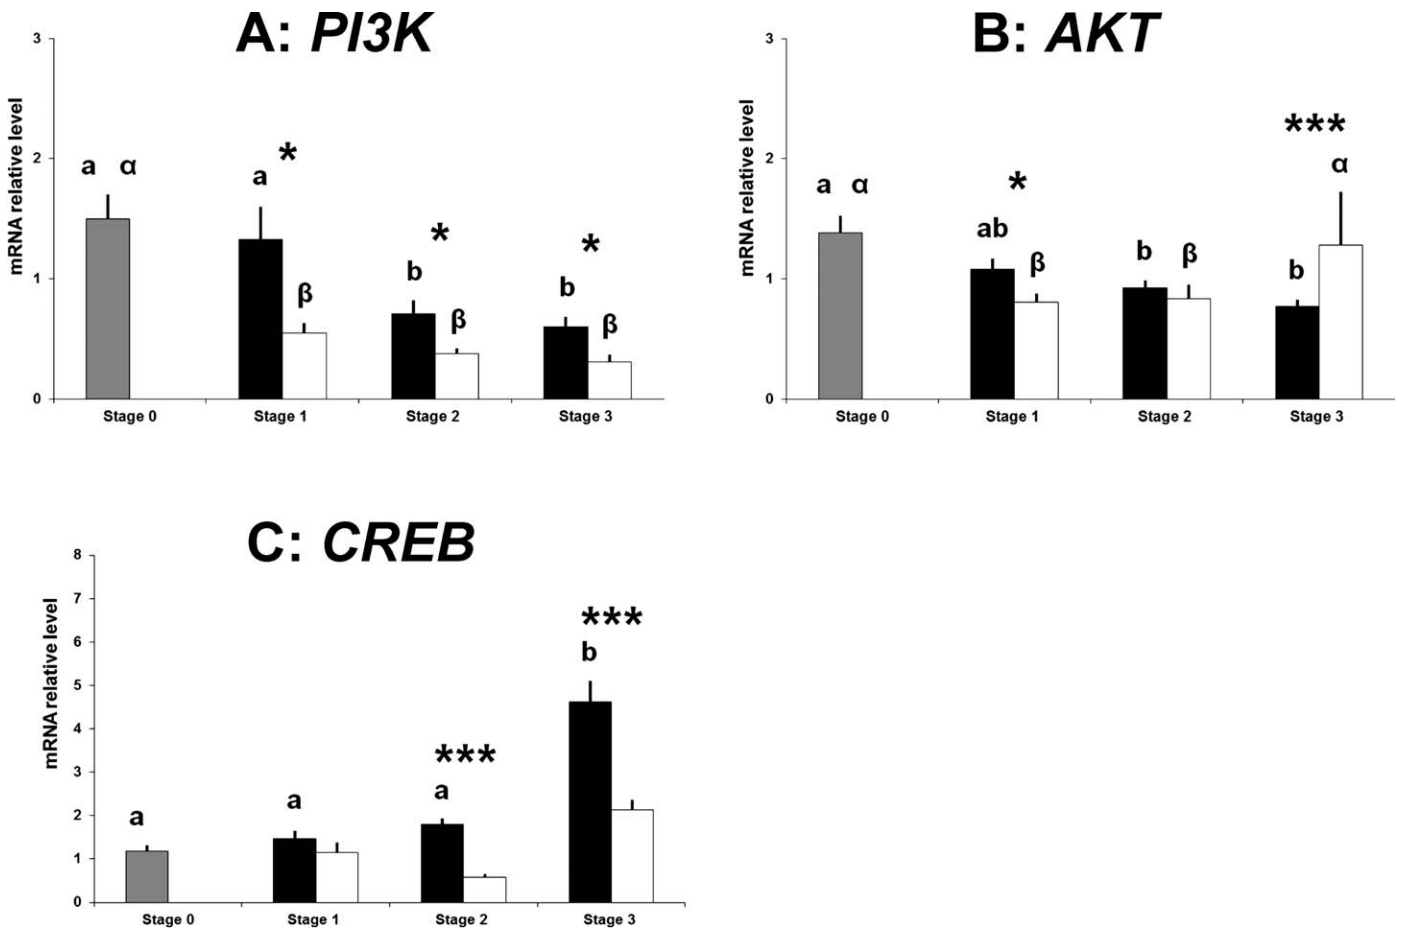 A: PI3K
mRNA relative level
3
2
1
0
a α
a
*
β
b
*
β
b
*
β
Stage 0
Stage 1
Stage 2
Stage 3
B: AKT
mRNA relative level
3
2
1
0
a α
ab
*
β
b
β
b
***
α
Stage 0
Stage 1
Stage 2
Stage 3
C: CREB
mRNA relative level
8
7
6
5
4
3
2
1
0
a
a
***
a
***
b
Stage 0
Stage 1
Stage 2
Stage 3